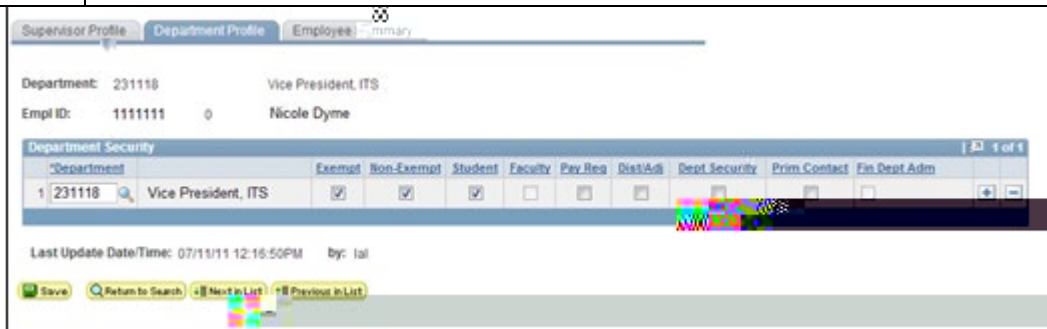 Supervisor Profile Department Profile Employee mmary
Department: 231118 Vice President, ITS
Empl ID: 1111111 0 Nicole Dyme
Department Security 1 of 1
*Department Exempt Non-Exempt Student Faculty Pay Req Dist/Adj Dept Security Prim Contact Fin Dept Adm
1 231118 Vice President, ITS
Last Update Date/Time: 07/11/11 12:16:50PM by: lal
Save Return to Search Next in List Previous in List